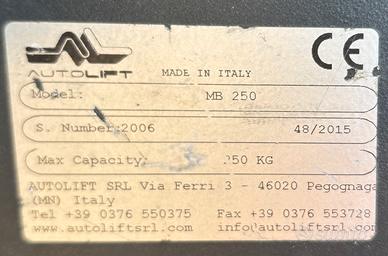 AUTOLIFT
MADE IN ITALY
CE
Model: MB 250
S. Number:2006 48/2015
Max Capacity: 250 KG
AUTOLIFT SRL Via Ferri 3 - 46020 Pegognaga
(MN) Italy
Tel +39 0376 550375 Fax +39 0376 553728
www.autoliftsrl.com info@autoliftsrl.com